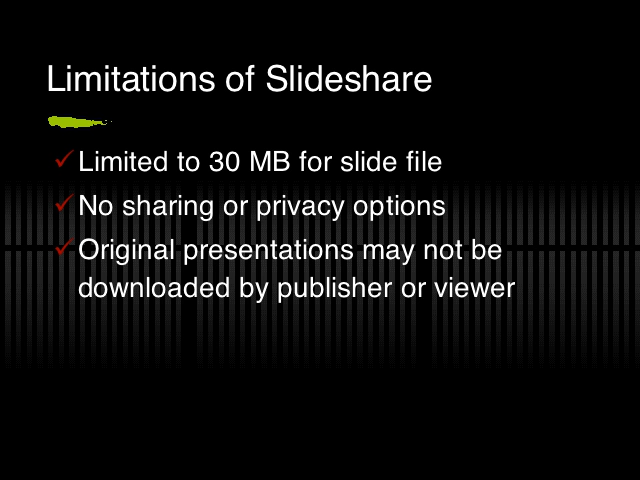 Limitations of Slideshare
✓Limited to 30 MB for slide file
✓No sharing or privacy options
✓Original presentations may not be
downloaded by publisher or viewer